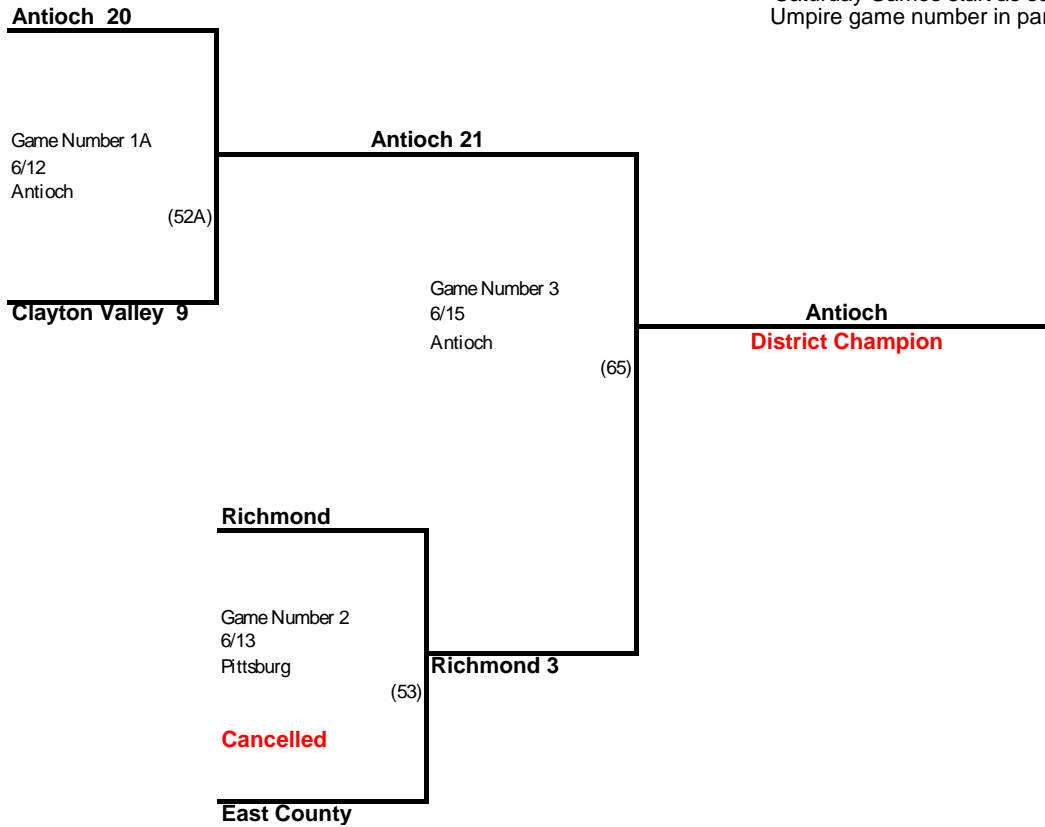 Umpire game number in
Antioch 20
Game Number 1A
6/12
Antioch
(52A)
Clayton Valley 9
Antioch 21
Game Number 3
6/15
Antioch
(65)
Antioch
District Champion
Richmond
Game Number 2
6/13
Pittsburg
(53)
Cancelled
East County
Richmond 3